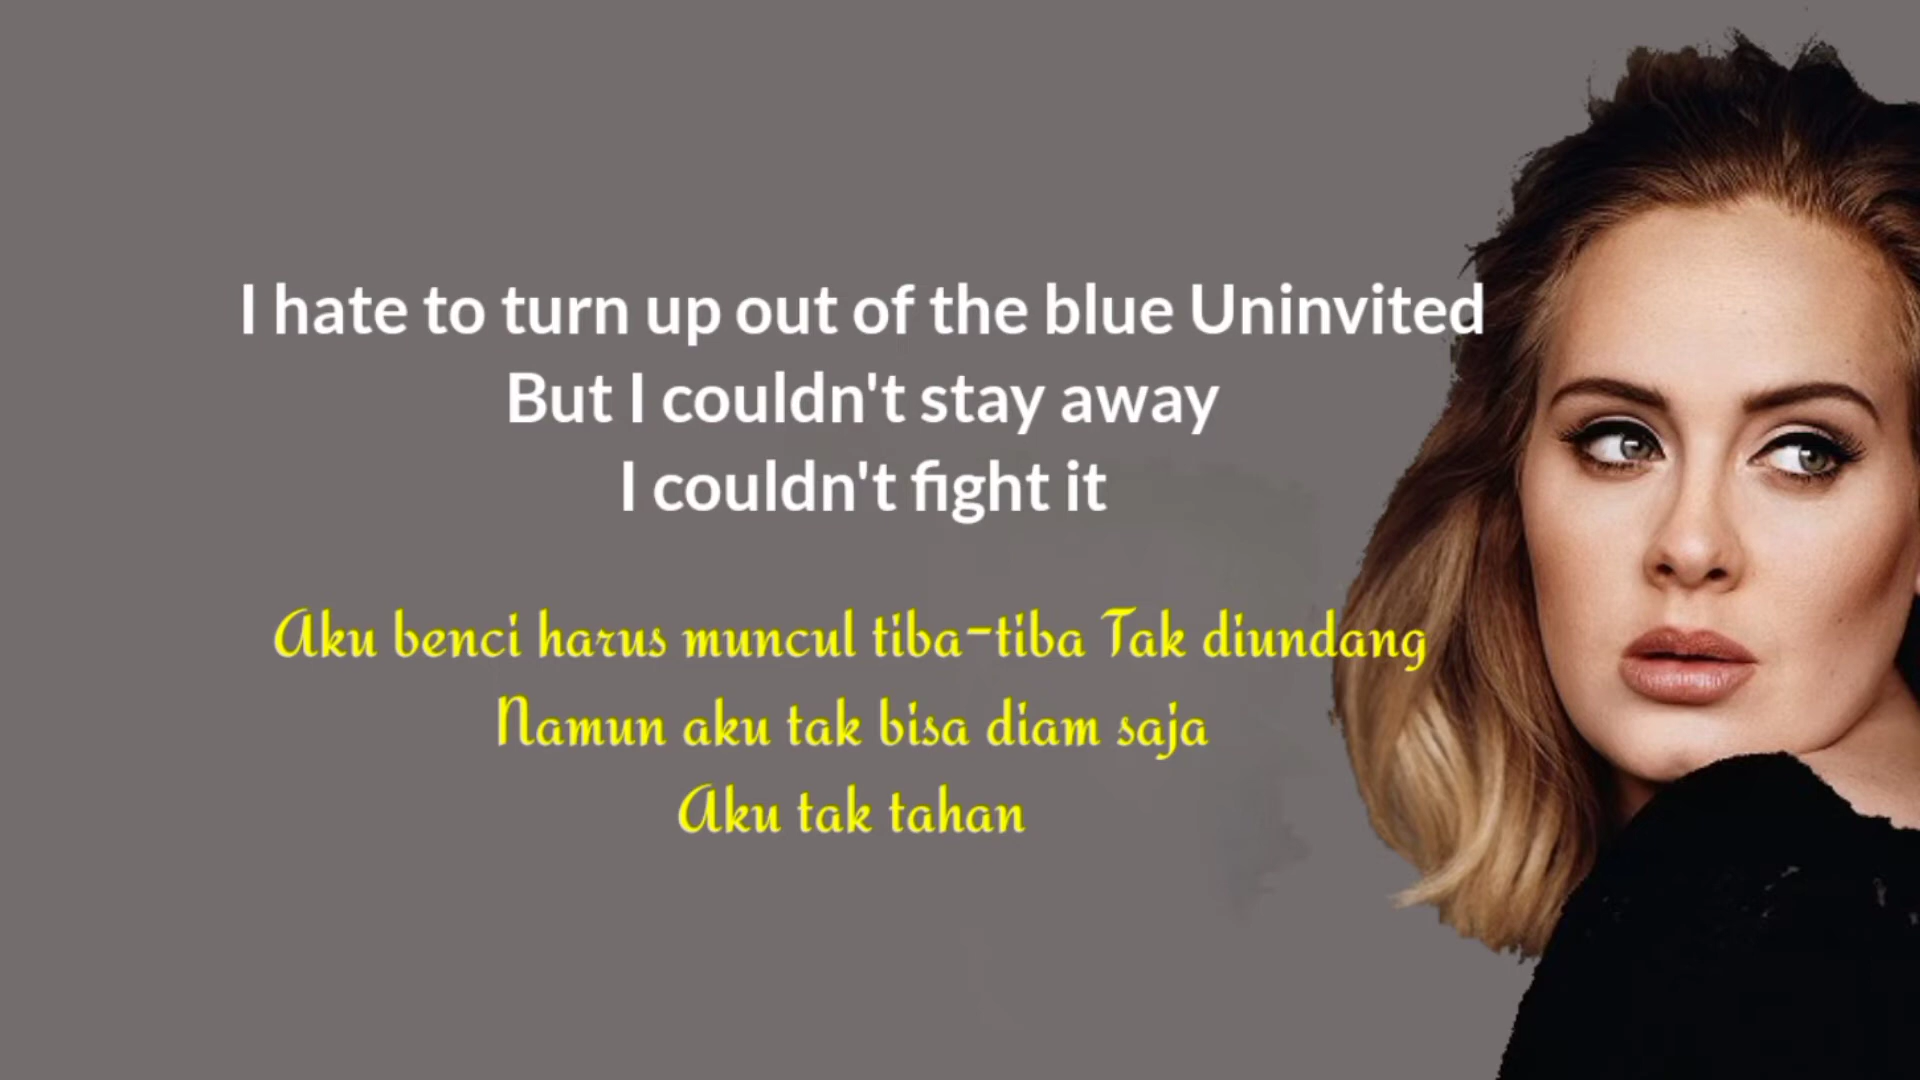 I hate to turn up out of the blue Uninvited
But I couldn't stay away
I couldn't fight it
Aku benci harus muncul tiba-tiba Tak diundang
Namun aku tak bisa diam saja
Aku tak tahan